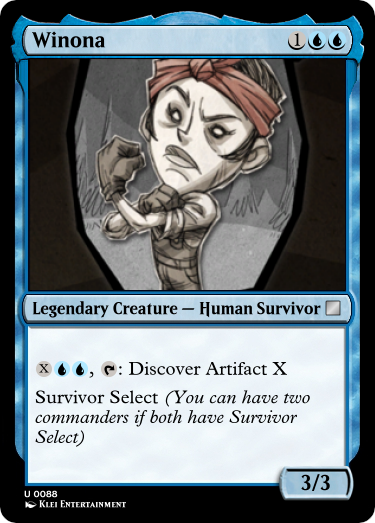 Winona 1
Legendary Creature — Human Survivor
X, : Discover Artifact X
Survivor Select (You can have two
commanders if both have Survivor
Select)
3/3
U 0088
KLEI ENTERTAINMENT